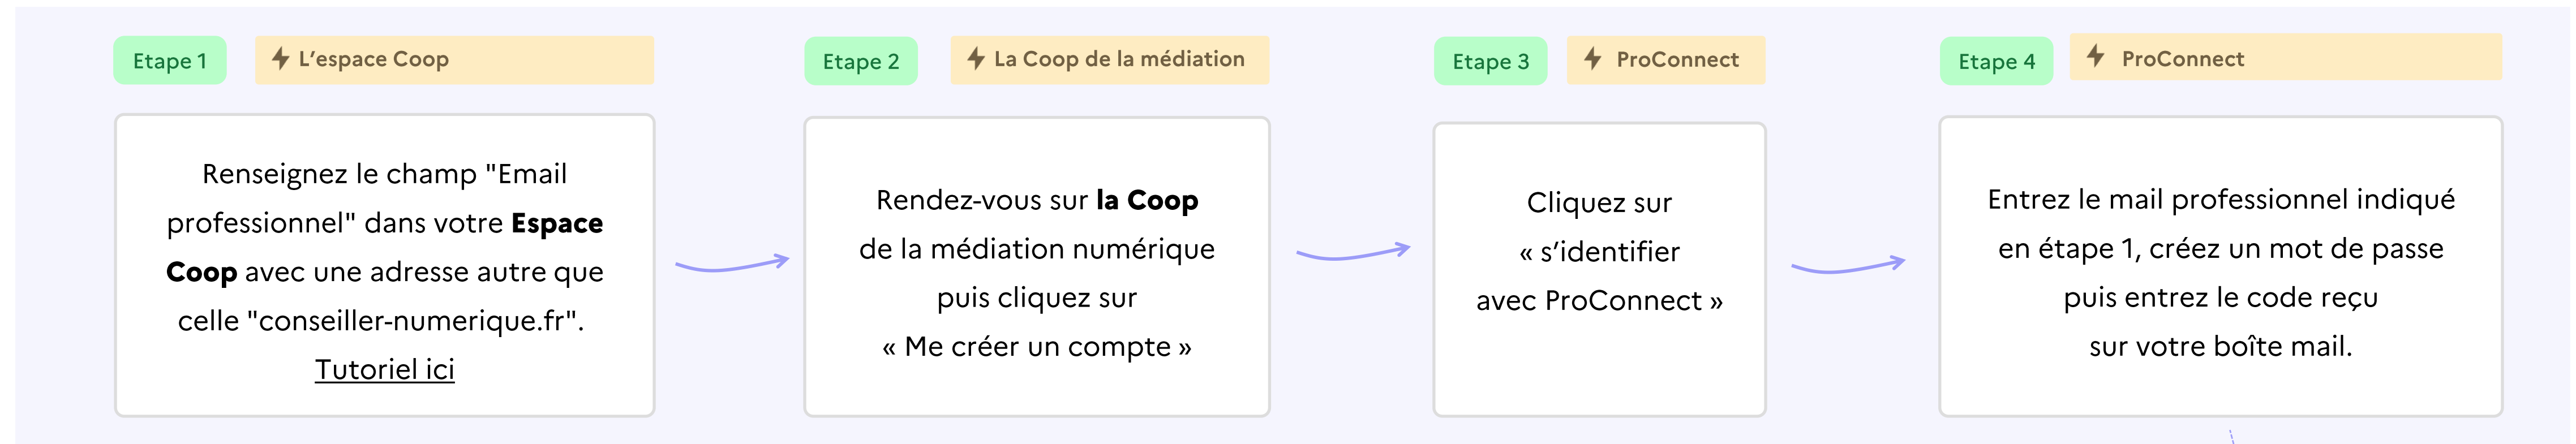 Etape 1
L'espace Coop
Renseignez le champ "Email
professionnel" dans votre Espace
Coop avec une adresse autre que
celle "conseiller-numerique.fr".
Tutoriel ici
Etape 2
La Coop de la médiation
Rendez-vous sur la Coop
de la médiation numérique
puis cliquez sur
« Me créer un compte »
Etape 3
ProConnect
Cliquez sur
« s'identifier
avec ProConnect »
Etape 4
ProConnect
Entrez le mail professionnel indiqué
en étape 1, créez un mot de passe
puis entrez le code reçu
sur votre boîte mail.